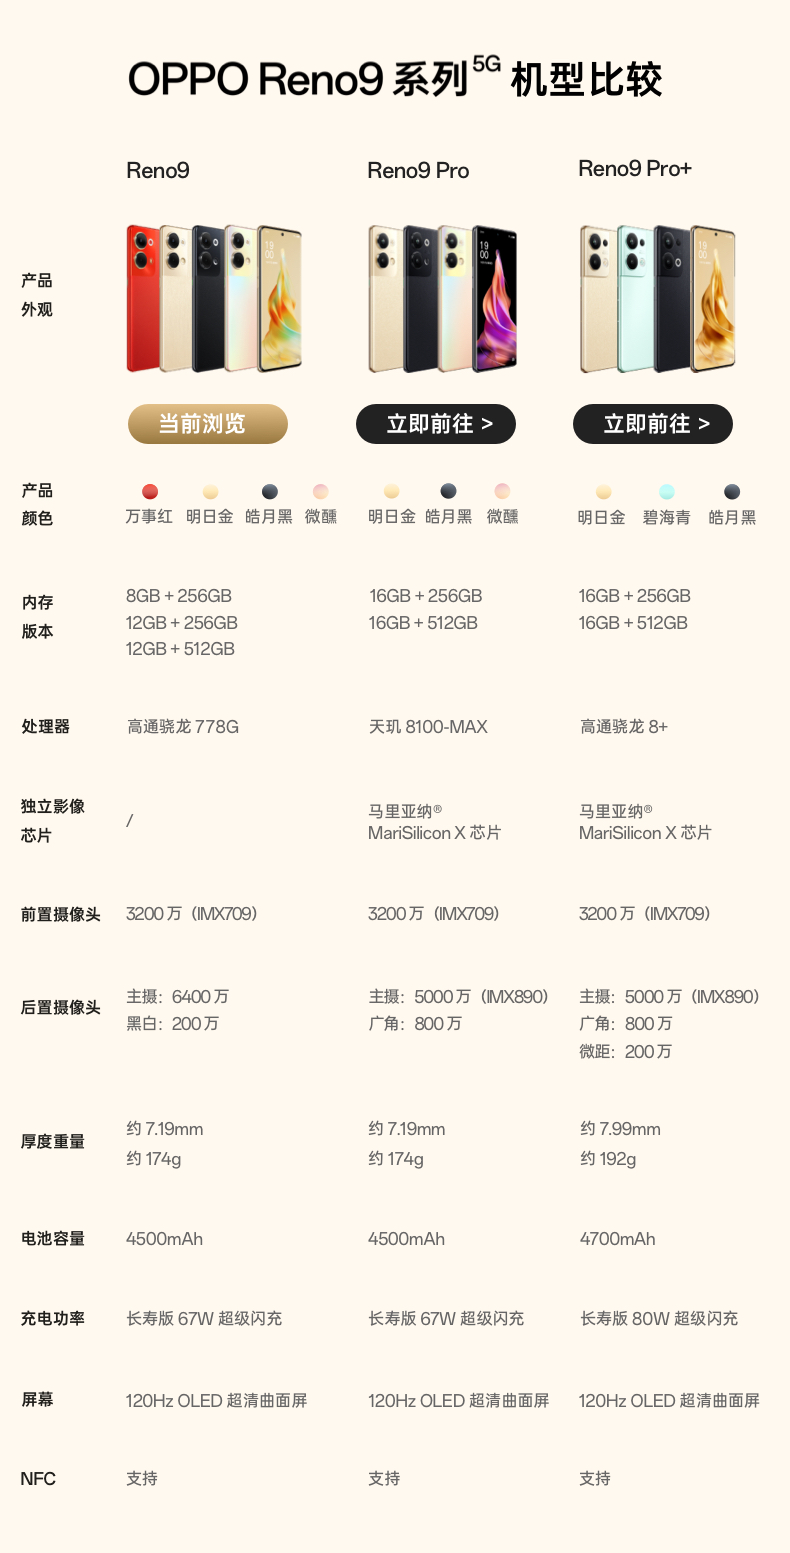 OPPO Reno9 系列 5G 机型比较
Reno9 Reno9 Pro Reno9 Pro+
产品
外观
当前浏览 立即前往 > 立即前往 >
产品
颜色
万事红 明日金 皓月黑 微醺 明日金 皓月黑 微醺 明日金 碧海青 皓月黑
内存
版本
8GB + 256GB 16GB + 256GB 16GB + 256GB
12GB + 256GB 16GB + 512GB 16GB + 512GB
12GB + 512GB
处理器 高通骁龙 778G 天玑 8100-MAX 高通骁龙 8+
独立影像
芯片
/
马里亚纳® 马里亚纳®
MariSilicon X 芯片 MariSilicon X 芯片
前置摄像头 3200 万（IMX709） 3200 万（IMX709） 3200 万（IMX709）
后置摄像头
主摄：6400 万 主摄：5000 万（IMX890） 主摄：5000 万（IMX890）
黑白：200 万 广角：800 万 广角：800 万
微距：200 万
厚度重量
约 7.19mm 约 7.19mm 约 7.99mm
约 174g 约 174g 约 192g
电池容量 4500mAh 4500mAh 4700mAh
充电功率 长寿版 67W 超级闪充 长寿版 67W 超级闪充 长寿版 80W 超级闪充
屏幕 120Hz OLED 超清曲面屏 120Hz OLED 超清曲面屏 120Hz OLED 超清曲面屏
NFC 支持 支持 支持